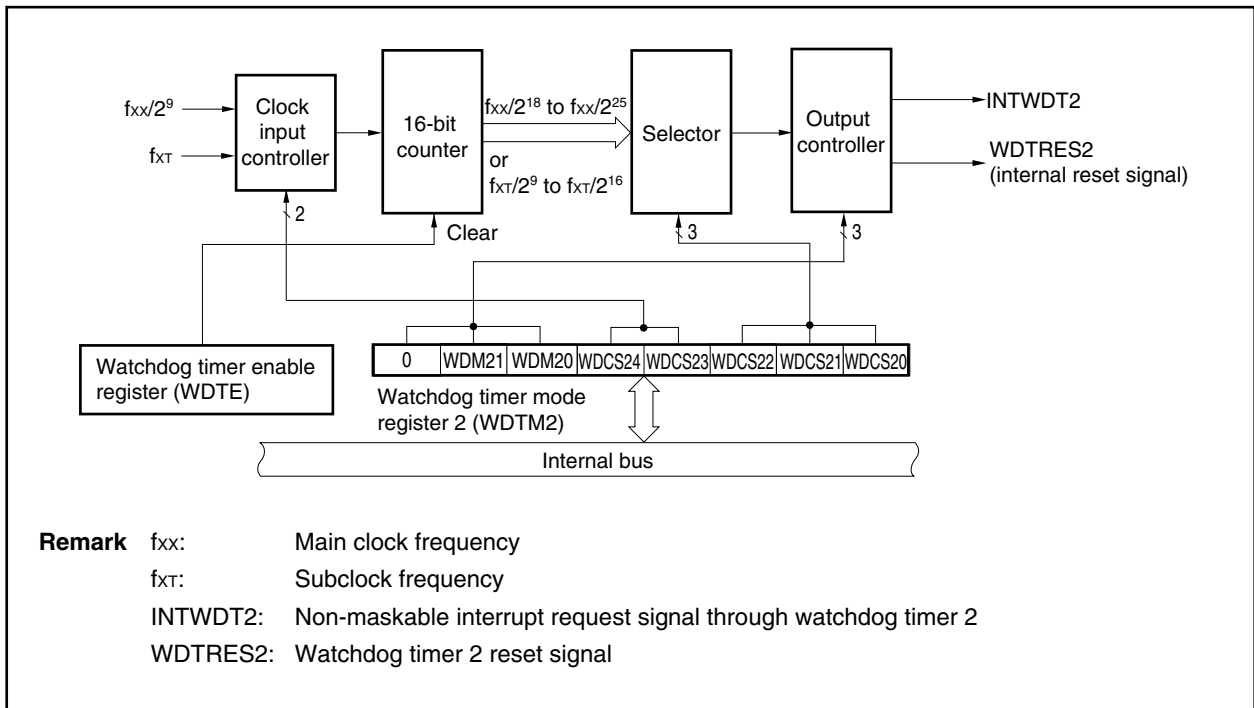 fXX/2⁹
fXT
Clock
input
controller
2
16-bit
counter
Clear
fXX/2¹⁸ to fXX/2²⁵
or
fXT/2⁹ to fXT/2¹⁶
Selector
3
Output
controller
3
INTWDT2
WDTRES2
(internal reset signal)
Watchdog timer enable
register (WDTE)
0 WDM21 WDM20 WDCS24 WDCS23 WDCS22 WDCS21 WDCS20
Watchdog timer mode
register 2 (WDTM2)
Internal bus
Remark fXX: Main clock frequency
fXT: Subclock frequency
INTWDT2: Non-maskable interrupt request signal through watchdog timer 2
WDTRES2: Watchdog timer 2 reset signal